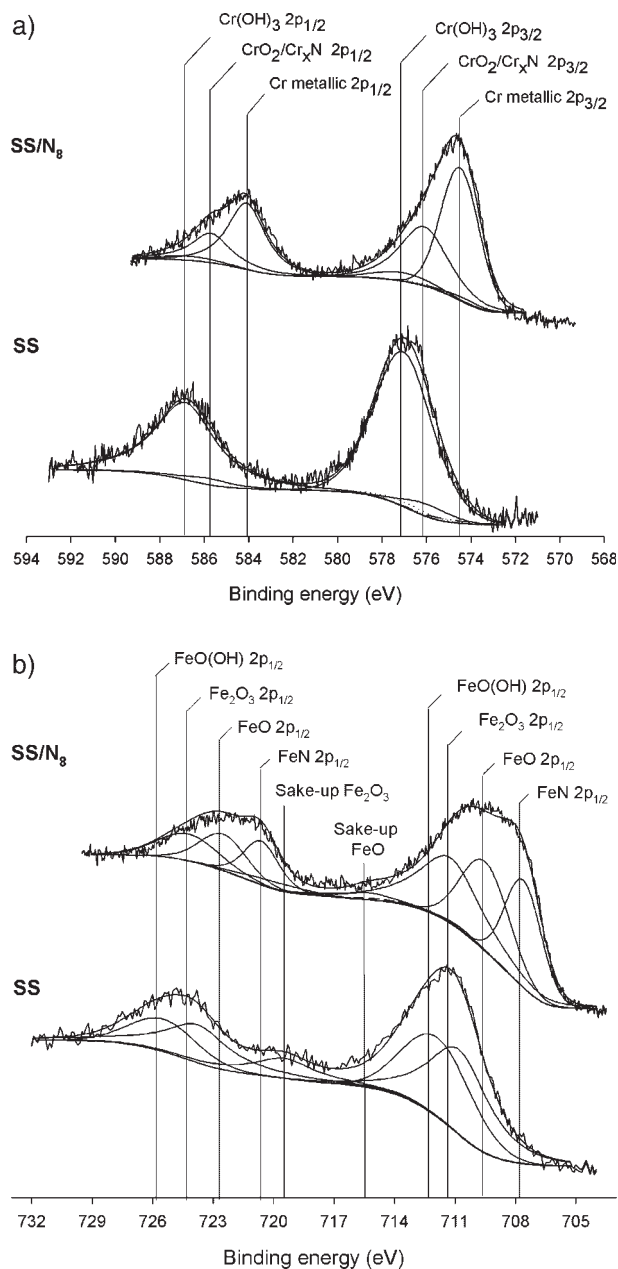 a)
Cr(OH)3 2p1/2
CrO2/CrxN 2p1/2
Cr metallic 2p1/2
Cr(OH)3 2p3/2
CrO2/CrxN 2p3/2
Cr metallic 2p3/2
SS/N8
SS
594 592 590 588 586 584 582 580 578 576 574 572 570 568
Binding energy (eV)
b)
FeO(OH) 2p1/2
Fe2O3 2p1/2
FeO 2p1/2
FeN 2p1/2
Sake-up Fe2O3
Sake-up
FeO
FeO(OH) 2p1/2
Fe2O3 2p1/2
FeO 2p1/2
FeN 2p1/2
SS/N8
SS
732 729 726 723 720 717 714 711 708 705
Binding energy (eV)